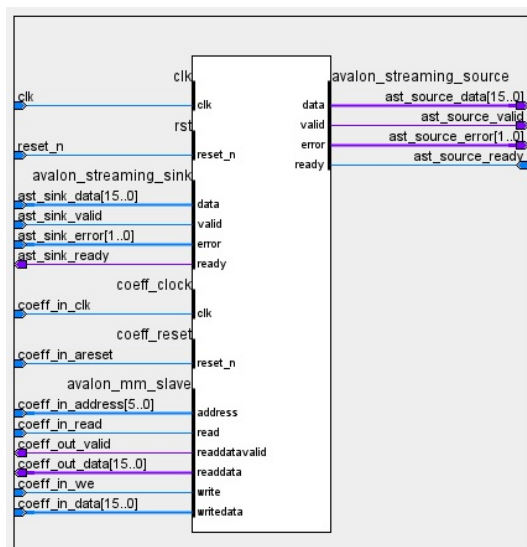 clk
clk
clk
rst
reset_n
reset_n
avalon_streaming_sink
ast_sink_data[15..0]
data
ast_sink_valid
valid
ast_sink_error[1..0]
error
ast_sink_ready
ready
coeff_clock
coeff_in_clk
clk
coeff_reset
coeff_in_areset
reset_n
avalon_mm_slave
coeff_in_address[5..0]
address
coeff_in_read
read
coeff_out_valid
readdatavalid
coeff_out_data[15..0]
readdata
coeff_in_we
write
coeff_in_data[15..0]
writedata
avalon_streaming_source
data
ast_source_data[15..0]
valid
ast_source_valid
error
ast_source_error[1..0]
ready
ast_source_ready